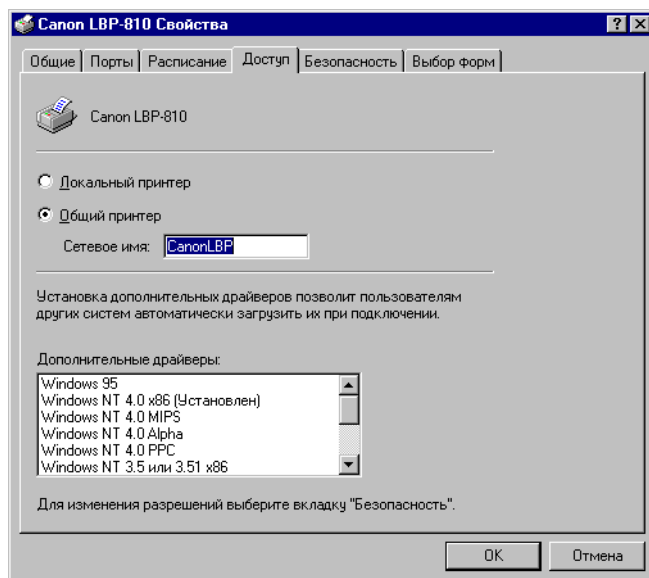 Canon LBP-810 Свойства
Общие Порты Расписание Доступ Безопасность Выбор форм
Canon LBP-810
Локальный принтер
Общий принтер
Сетевое имя: CanonLBP
Установка дополнительных драйверов позволит пользователям
других систем автоматически загрузить их при подключении.
Дополнительные драйверы:
Windows 95
Windows NT 4.0 x86 (Установлен)
Windows NT 4.0 MIPS
Windows NT 4.0 Alpha
Windows NT 4.0 PPC
Windows NT 3.5 или 3.51 x86
Для изменения разрешений выберите вкладку "Безопасность".
OK Отмена